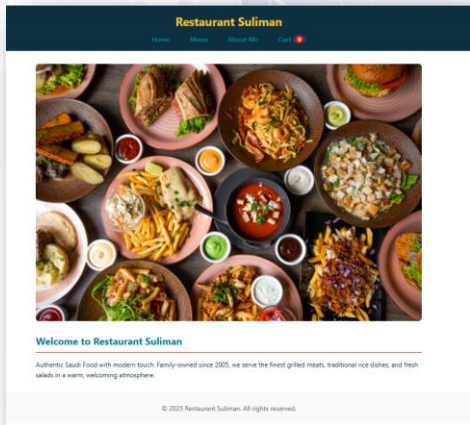 Restaurant Suliman
Home Menu About Me Cart 0
Welcome to Restaurant Suliman
Authentic Saudi Food with modern touch. Family-owned since 2005, we serve the finest grilled meats, traditional rice dishes, and fresh
salads in a warm, welcoming atmosphere.
© 2025 Restaurant Suliman. All rights reserved.